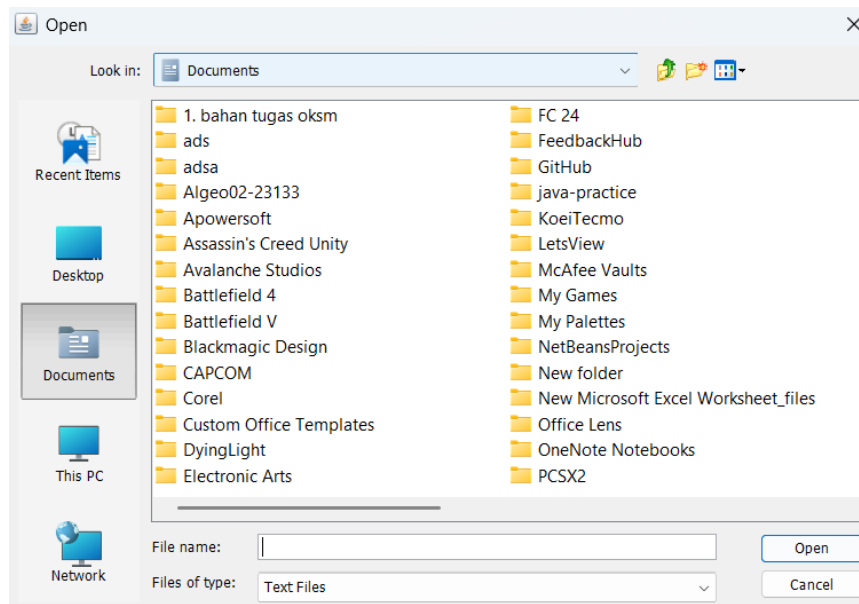 Open
Look in: Documents
Recent Items
Desktop
Documents
This PC
Network
1. bahan tugas oksm
ads
adsa
Algeo02-23133
Apowersoft
Assassin's Creed Unity
Avalanche Studios
Battlefield 4
Battlefield V
Blackmagic Design
CAPCOM
Corel
Custom Office Templates
DyingLight
Electronic Arts
FC 24
FeedbackHub
GitHub
java-practice
KoeiTecmo
LetsView
McAfee Vaults
My Games
My Palettes
NetBeansProjects
New folder
New Microsoft Excel Worksheet_files
Office Lens
OneNote Notebooks
PCSX2
File name:
Open
Files of type: Text Files
Cancel